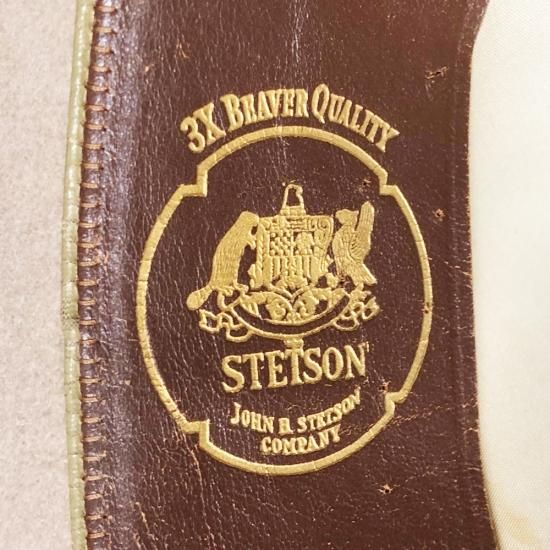 3X BEAVER QUALITY
STETSON
JOHN B. STETSON
COMPANY